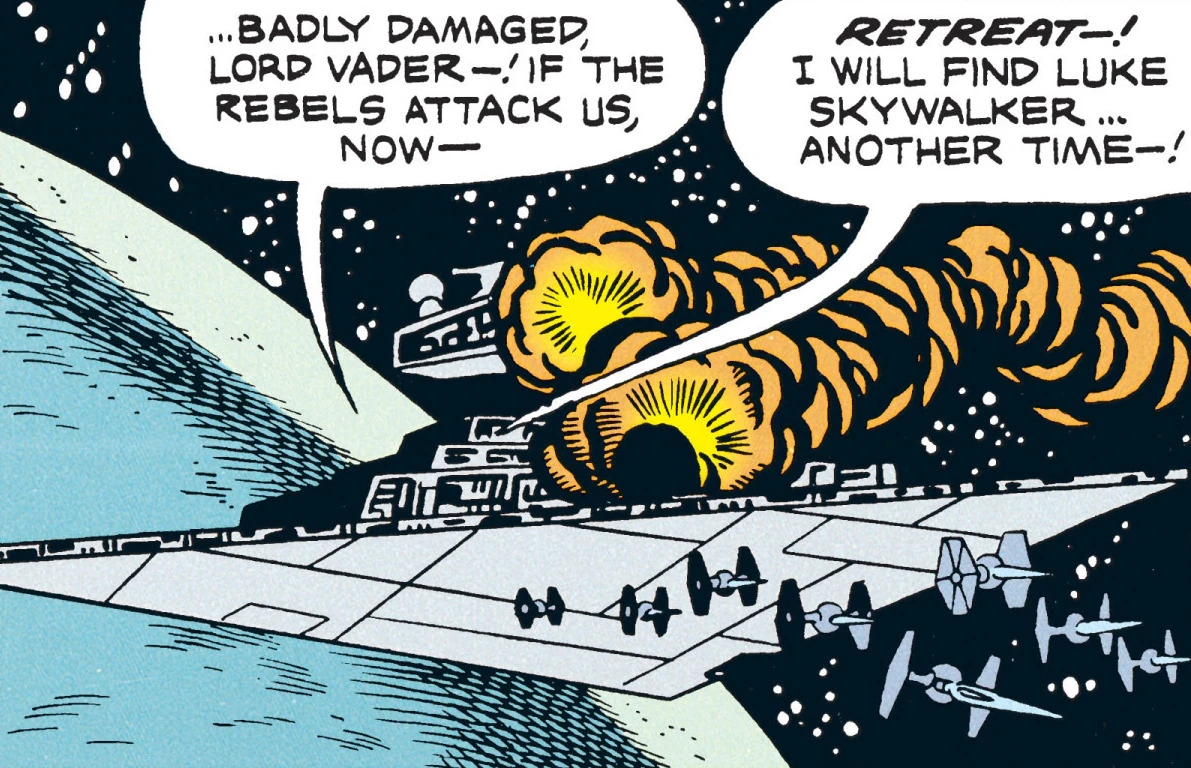 ...BADLY DAMAGED,
LORD VADER—! IF THE
REBELS ATTACK US,
NOW—
RETREAT—!
I WILL FIND LUKE
SKYWALKER...
ANOTHER TIME—!